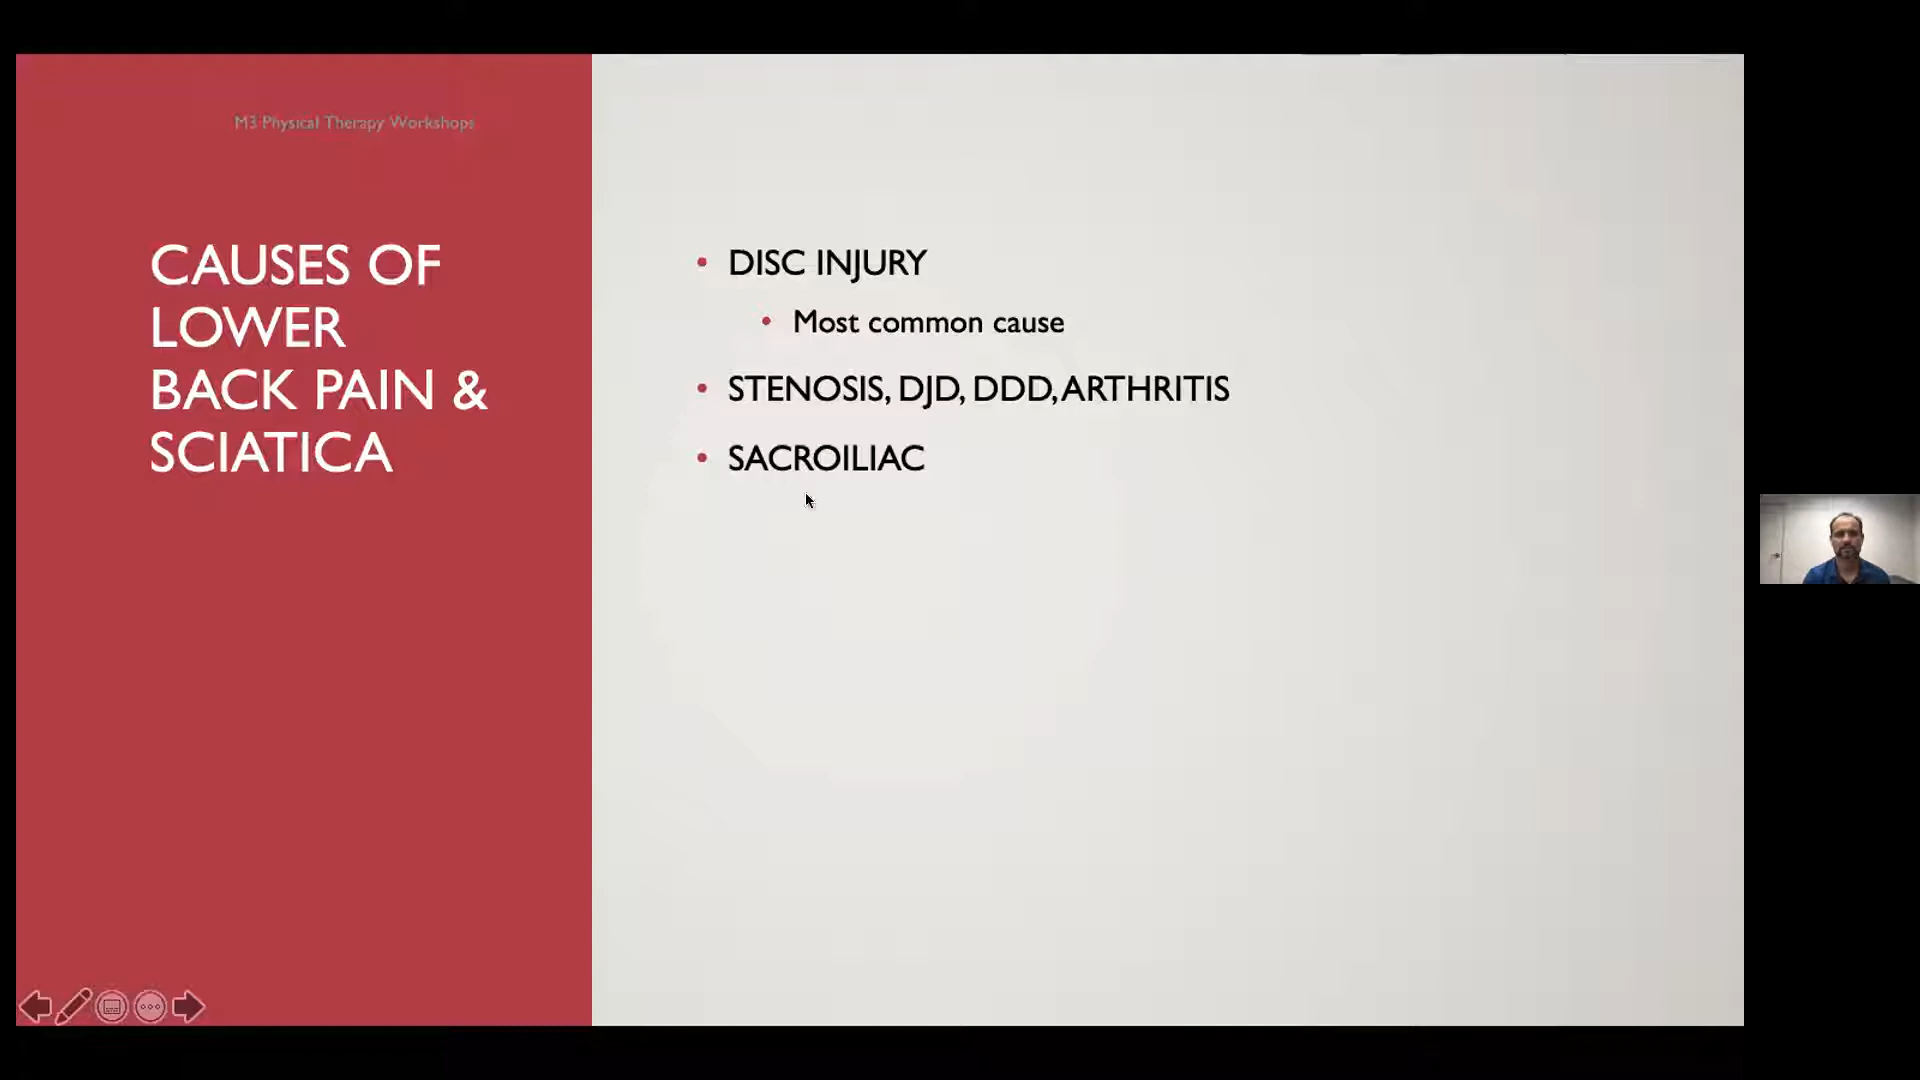 M3 Physical Therapy Workshops
CAUSES OF
LOWER
BACK PAIN &
SCIATICA
DISC INJURY
Most common cause
STENOSIS, DJD, DDD, ARTHRITIS
SACROILIAC